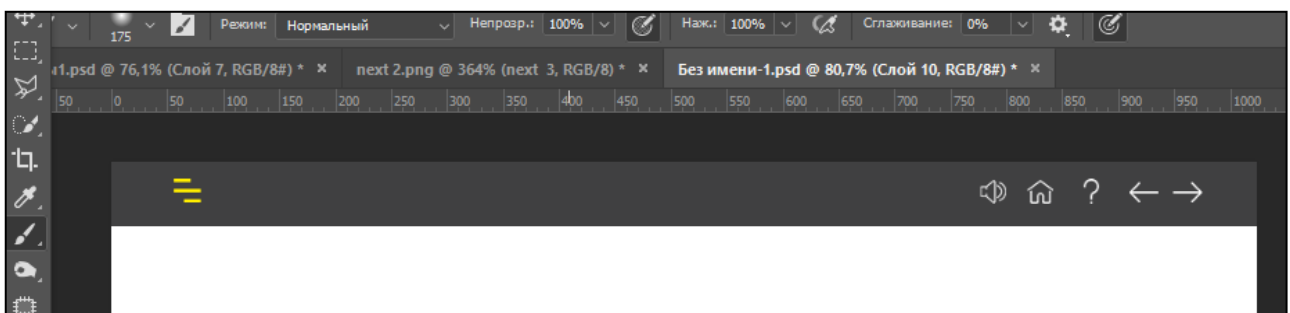 175 Режим: Нормальный Непрозр.: 100% Наж.: 100% Сглаживание: 0%
ı1.psd @ 76,1% (Слой 7, RGB/8#) * × next 2.png @ 364% (next 3, RGB/8) * × Без имени-1.psd @ 80,7% (Слой 10, RGB/8#) * ×
50 0 50 100 150 200 250 300 350 400 450 500 550 600 650 700 750 800 850 900 950 1000
?